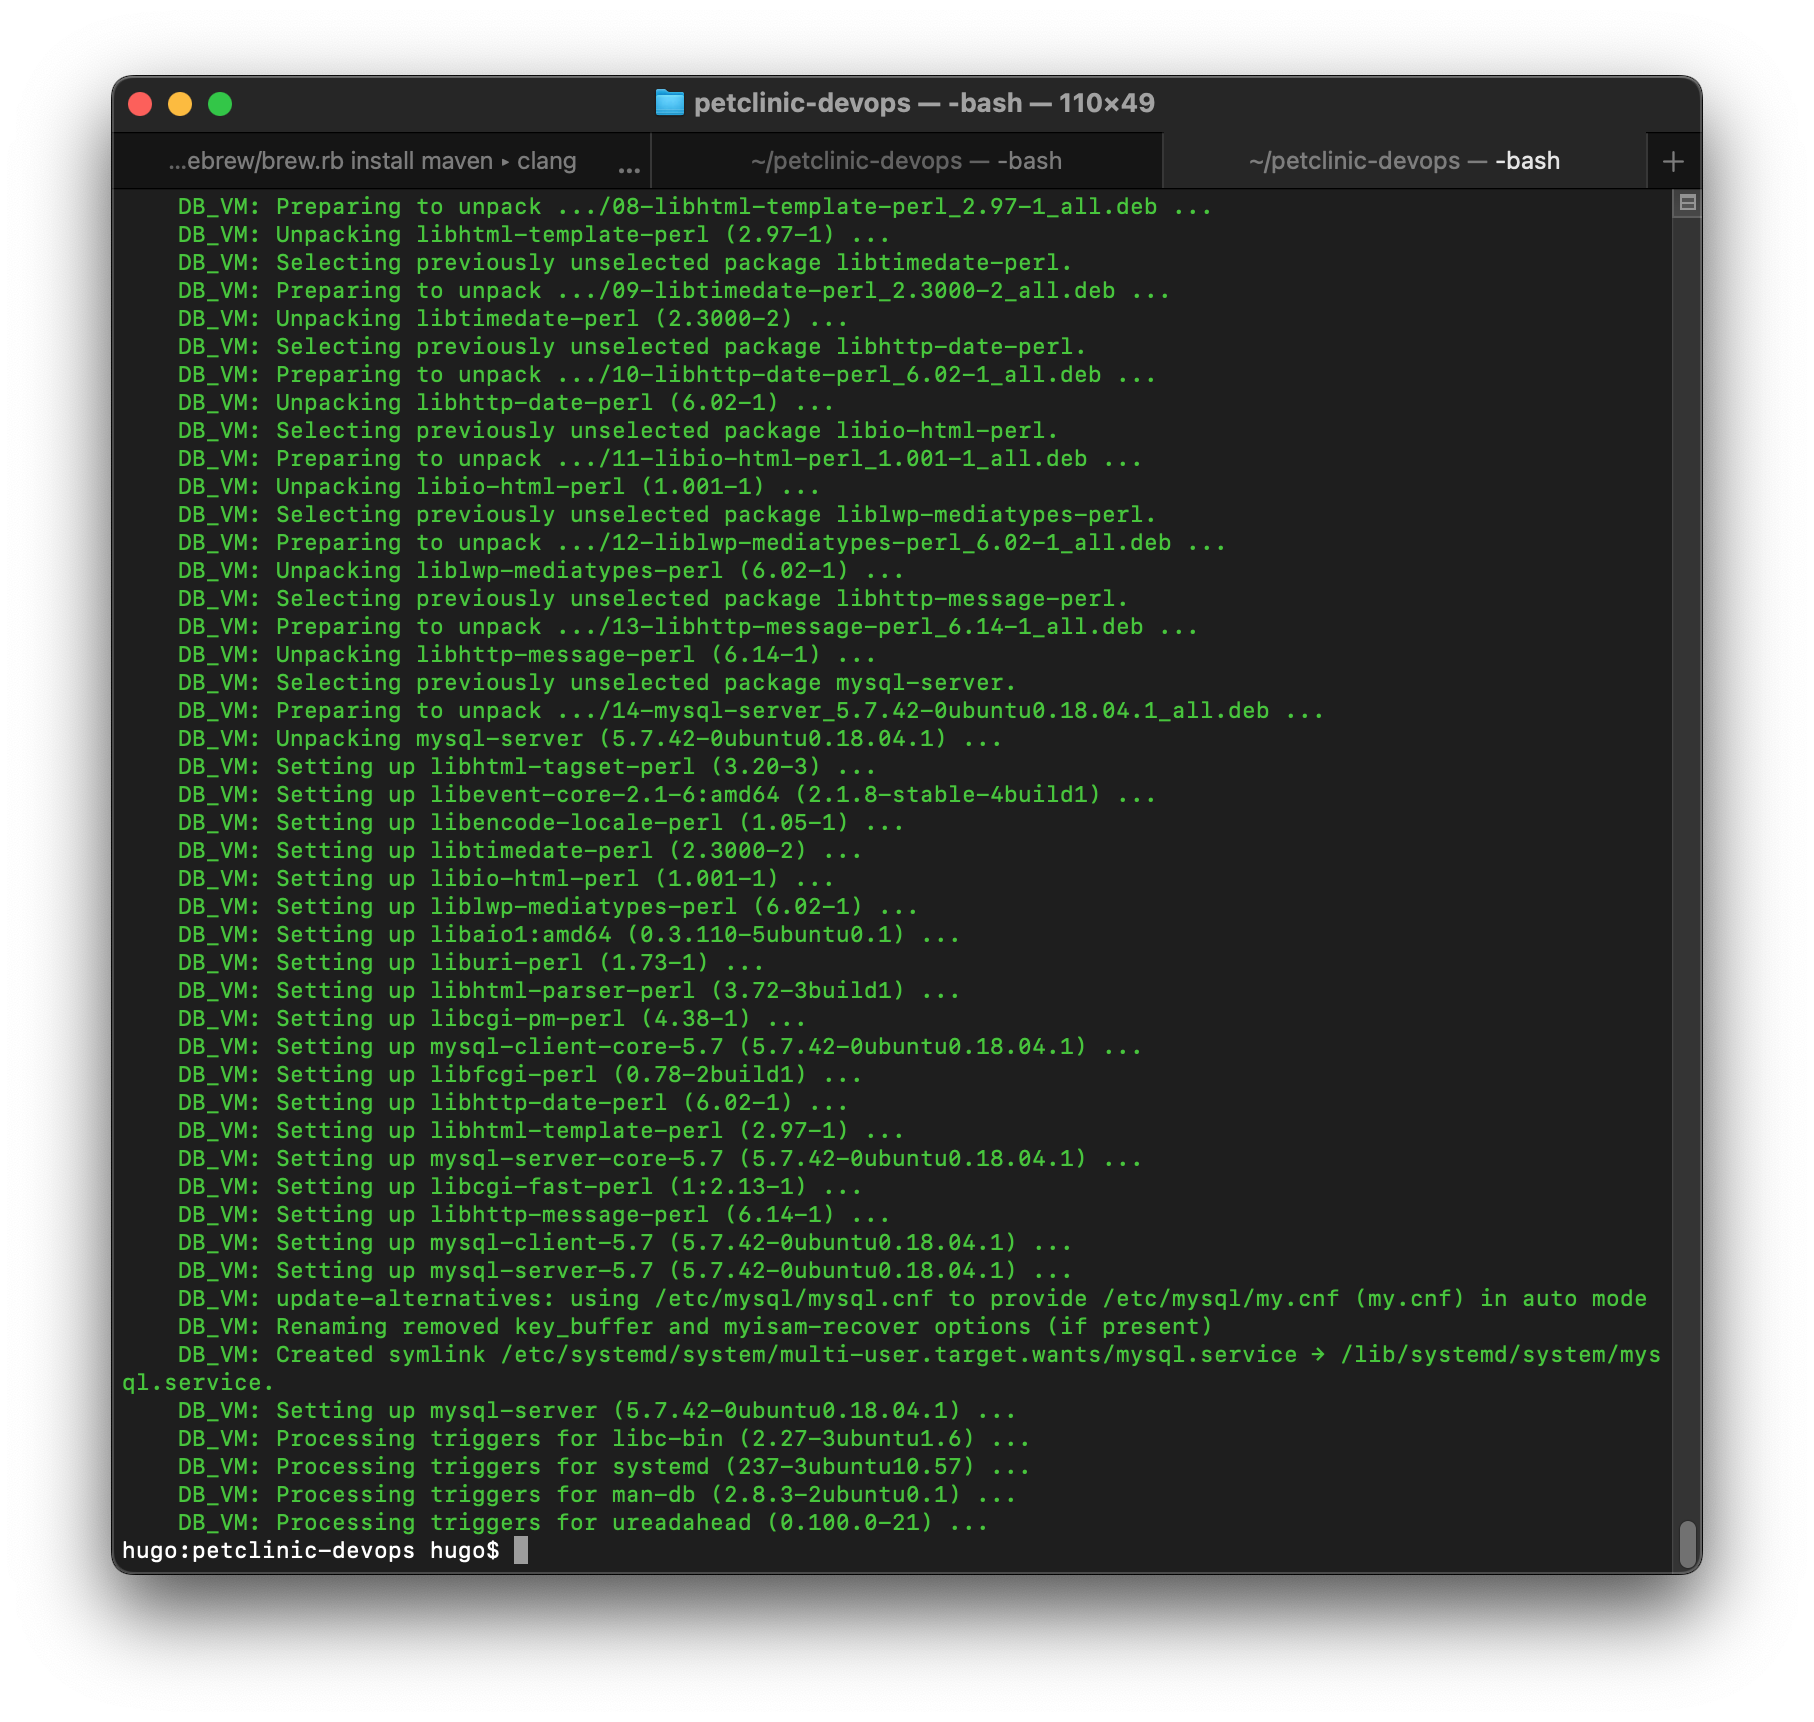 petclinic-devops — -bash — 110×49
...ebrew/brew.rb install maven ▸ clang ...
~/petclinic-devops — -bash
~/petclinic-devops — -bash
DB_VM: Preparing to unpack .../08-libhtml-template-perl_2.97-1_all.deb ...
DB_VM: Unpacking libhtml-template-perl (2.97-1) ...
DB_VM: Selecting previously unselected package libtimedate-perl.
DB_VM: Preparing to unpack .../09-libtimedate-perl_2.3000-2_all.deb ...
DB_VM: Unpacking libtimedate-perl (2.3000-2) ...
DB_VM: Selecting previously unselected package libhttp-date-perl.
DB_VM: Preparing to unpack .../10-libhttp-date-perl_6.02-1_all.deb ...
DB_VM: Unpacking libhttp-date-perl (6.02-1) ...
DB_VM: Selecting previously unselected package libio-html-perl.
DB_VM: Preparing to unpack .../11-libio-html-perl_1.001-1_all.deb ...
DB_VM: Unpacking libio-html-perl (1.001-1) ...
DB_VM: Selecting previously unselected package liblwp-mediatypes-perl.
DB_VM: Preparing to unpack .../12-liblwp-mediatypes-perl_6.02-1_all.deb ...
DB_VM: Unpacking liblwp-mediatypes-perl (6.02-1) ...
DB_VM: Selecting previously unselected package libhttp-message-perl.
DB_VM: Preparing to unpack .../13-libhttp-message-perl_6.14-1_all.deb ...
DB_VM: Unpacking libhttp-message-perl (6.14-1) ...
DB_VM: Selecting previously unselected package mysql-server.
DB_VM: Preparing to unpack .../14-mysql-server_5.7.42-0ubuntu0.18.04.1_all.deb ...
DB_VM: Unpacking mysql-server (5.7.42-0ubuntu0.18.04.1) ...
DB_VM: Setting up libhtml-tagset-perl (3.20-3) ...
DB_VM: Setting up libevent-core-2.1-6:amd64 (2.1.8-stable-4build1) ...
DB_VM: Setting up libencode-locale-perl (1.05-1) ...
DB_VM: Setting up libtimedate-perl (2.3000-2) ...
DB_VM: Setting up libio-html-perl (1.001-1) ...
DB_VM: Setting up liblwp-mediatypes-perl (6.02-1) ...
DB_VM: Setting up libaio1:amd64 (0.3.110-5ubuntu0.1) ...
DB_VM: Setting up liburi-perl (1.73-1) ...
DB_VM: Setting up libhtml-parser-perl (3.72-3build1) ...
DB_VM: Setting up libcgi-pm-perl (4.38-1) ...
DB_VM: Setting up mysql-client-core-5.7 (5.7.42-0ubuntu0.18.04.1) ...
DB_VM: Setting up libfcgi-perl (0.78-2build1) ...
DB_VM: Setting up libhttp-date-perl (6.02-1) ...
DB_VM: Setting up libhtml-template-perl (2.97-1) ...
DB_VM: Setting up mysql-server-core-5.7 (5.7.42-0ubuntu0.18.04.1) ...
DB_VM: Setting up libcgi-fast-perl (1:2.13-1) ...
DB_VM: Setting up libhttp-message-perl (6.14-1) ...
DB_VM: Setting up mysql-client-5.7 (5.7.42-0ubuntu0.18.04.1) ...
DB_VM: Setting up mysql-server-5.7 (5.7.42-0ubuntu0.18.04.1) ...
DB_VM: update-alternatives: using /etc/mysql/mysql.cnf to provide /etc/mysql/my.cnf (my.cnf) in auto mode
DB_VM: Renaming removed key_buffer and myisam-recover options (if present)
DB_VM: Created symlink /etc/systemd/system/multi-user.target.wants/mysql.service → /lib/systemd/system/mys
ql.service.
DB_VM: Setting up mysql-server (5.7.42-0ubuntu0.18.04.1) ...
DB_VM: Processing triggers for libc-bin (2.27-3ubuntu1.6) ...
DB_VM: Processing triggers for systemd (237-3ubuntu10.57) ...
DB_VM: Processing triggers for man-db (2.8.3-2ubuntu0.1) ...
DB_VM: Processing triggers for ureadahead (0.100.0-21) ...
hugo:petclinic-devops hugo$